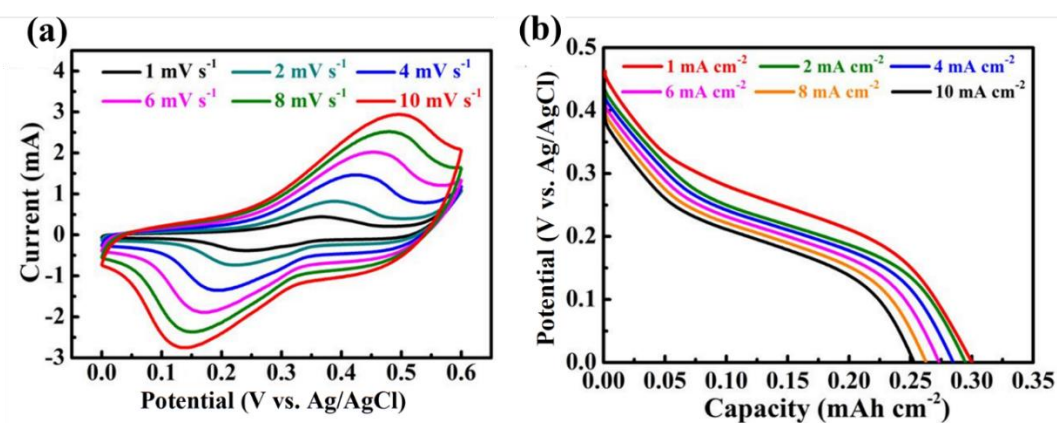 (a)
1 mV s⁻¹ 2 mV s⁻¹ 4 mV s⁻¹
6 mV s⁻¹ 8 mV s⁻¹ 10 mV s⁻¹
Current (mA)
4
3
2
1
0
-1
-2
-3
0.0 0.1 0.2 0.3 0.4 0.5 0.6
Potential (V vs. Ag/AgCl)
(b)
1 mA cm⁻² 2 mA cm⁻² 4 mA cm⁻²
6 mA cm⁻² 8 mA cm⁻² 10 mA cm⁻²
Potential (V vs. Ag/AgCl)
0.5
0.4
0.3
0.2
0.1
0.0
0.00 0.05 0.10 0.15 0.20 0.25 0.30 0.35
Capacity (mAh cm⁻²)